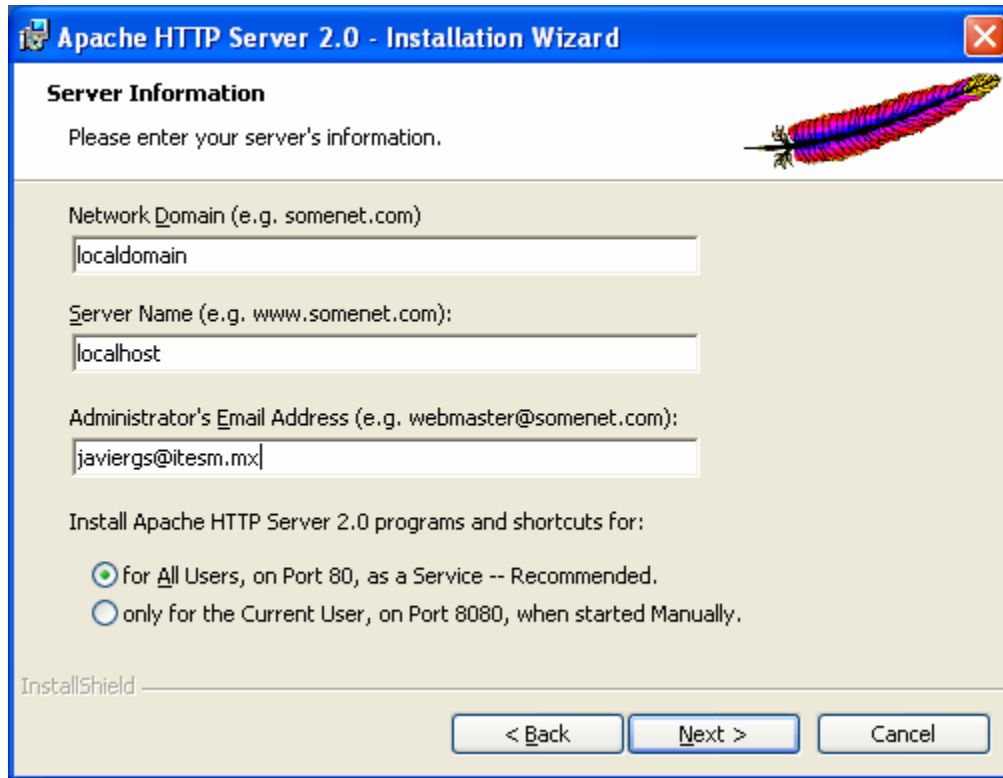 Apache HTTP Server 2.0 - Installation Wizard
Server Information
Please enter your server's information.
Network Domain (e.g. somenet.com)
localdomain
Server Name (e.g. www.somenet.com):
localhost
Administrator's Email Address (e.g. webmaster@somenet.com):
javiergs@itesm.mx
Install Apache HTTP Server 2.0 programs and shortcuts for:
for All Users, on Port 80, as a Service -- Recommended.
only for the Current User, on Port 8080, when started Manually.
InstallShield
< Back Next > Cancel